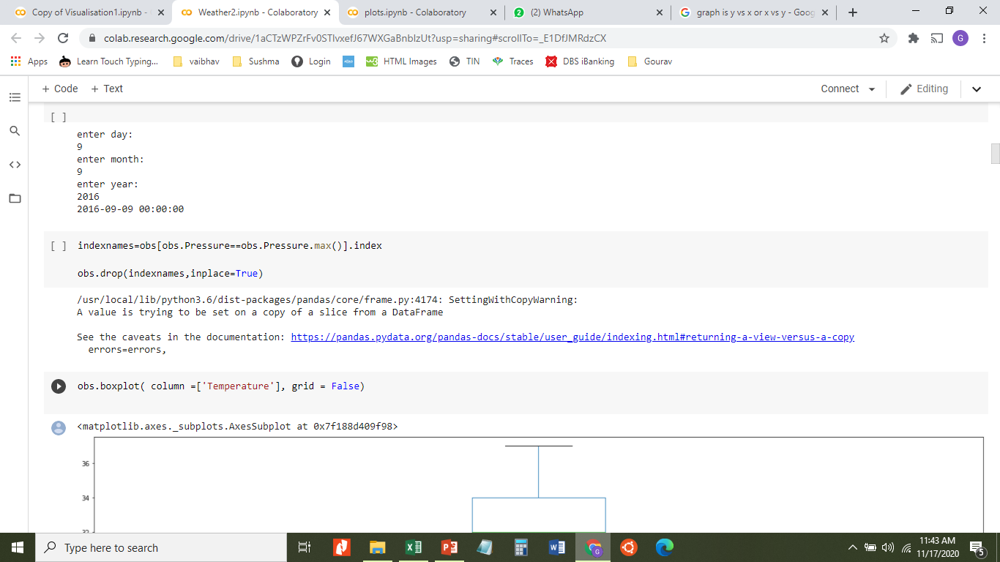 Copy of Visualisation1.ipynb -
Weather2.ipynb - Colaboratory
plots.ipynb - Colaboratory
(2) WhatsApp
graph is y vs x or x vs y - Goog
colab.research.google.com/drive/1aCTzWPZrFv0STlvxefJ67WXGaBnbIzUt?usp=sharing#scrollTo=_E1DfJMRdzCX
G
Apps
Learn Touch Typing...
vaibhav
Sushma
Login
HTML Images
TIN
Traces
DBS iBanking
Gourav
+ Code + Text
Connect
Editing
[ ]
enter day:
9
enter month:
9
enter year:
2016
2016-09-09 00:00:00
[ ] indexnames=obs[obs.Pressure==obs.Pressure.max()].index
obs.drop(indexnames,inplace=True)
/usr/local/lib/python3.6/dist-packages/pandas/core/frame.py:4174: SettingWithCopyWarning:
A value is trying to be set on a copy of a slice from a DataFrame
See the caveats in the documentation: https://pandas.pydata.org/pandas-docs/stable/user_guide/indexing.html#returning-a-view-versus-a-copy
errors=errors,
obs.boxplot( column =['Temperature'], grid = False)
<matplotlib.axes._subplots.AxesSubplot at 0x7f188d409f98>
36
34
32
Type here to search
11:43 AM
11/17/2020
5